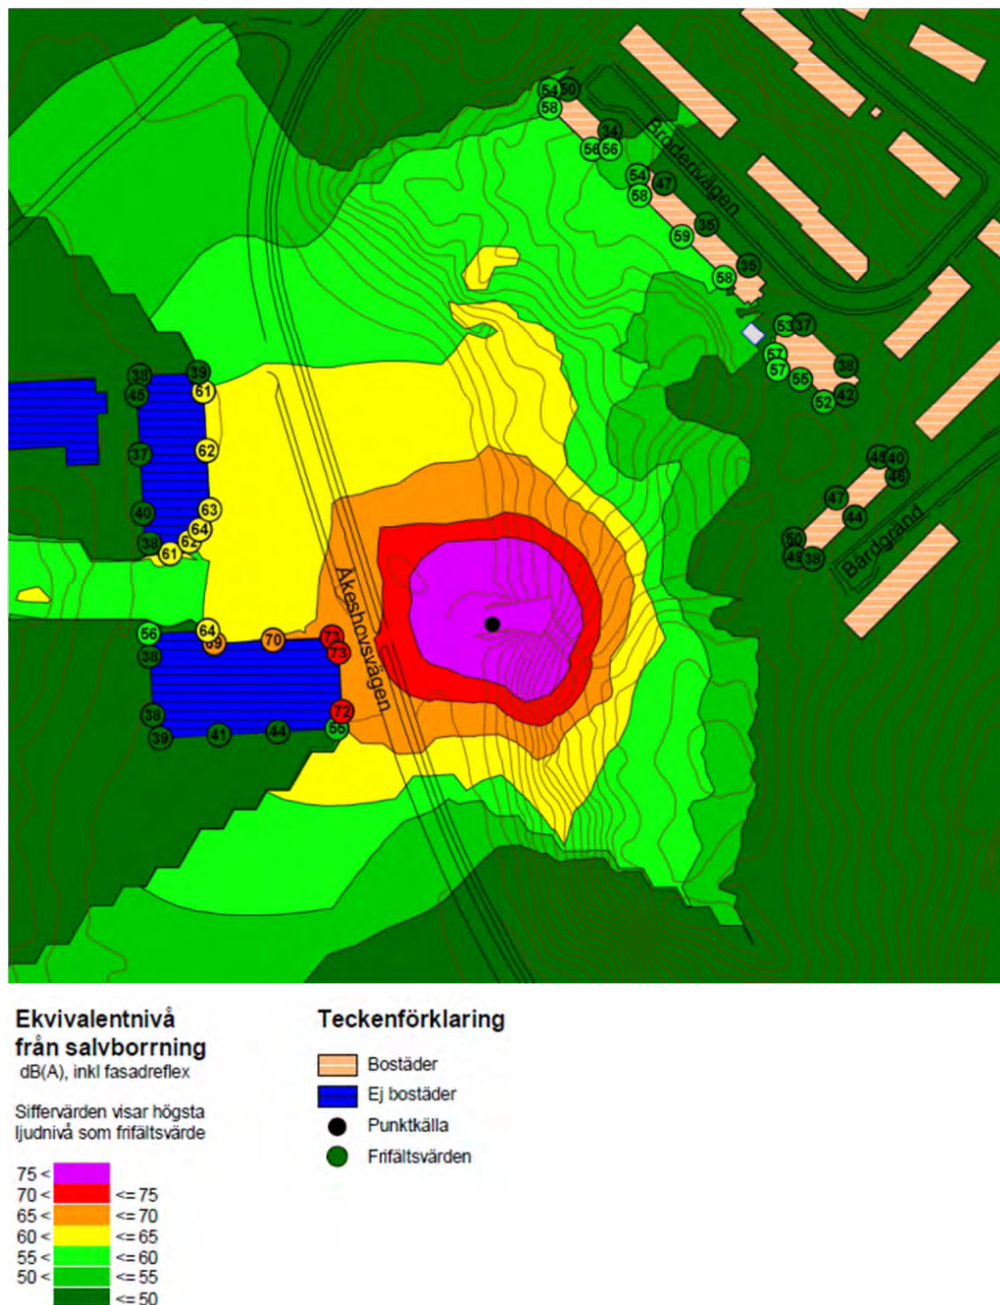 54 50
58
34
56 56
Brodervägen
54 47
58
35
59
35
58
53 37
57
57 55
38
52 42
38 39
45 61
37 62
40 63
64
38 61 62
45 40
46
47
44
50
49 38
Bårdgränd
Åkeshovsvägen
56 64
69 70 73
38 73
38 72
39 41 44 55
Ekvivalentnivå
från salvborrning
dB(A), inkl fasadreflex
Siffervärden visar högsta
ljudnivå som frifältsvärde
75 <
70 < <= 75
65 < <= 70
60 < <= 65
55 < <= 60
50 < <= 55
<= 50
Teckenförklaring
Bostäder
Ej bostäder
Punktkälla
Frifältsvärden